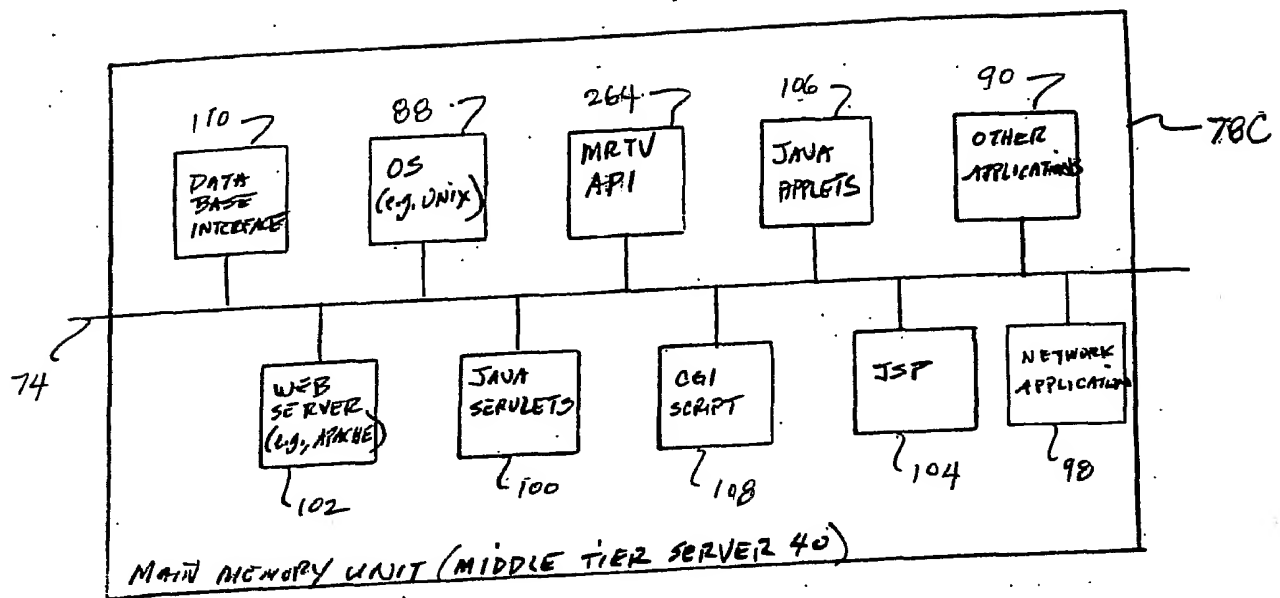 110
88
264
106
90
78C
DATA
BASE
INTERFACE
OS
(e.g. UNIX)
MRTV
API
JAVA
APPLETS
OTHER
APPLICATIONS
74
WEB
SERVER
(e.g., APACHE)
JAVA
SERVLETS
CGI
SCRIPT
JSP
NETWORK
APPLICATION
102
100
108
104
98
MAIN MEMORY UNIT (MIDDLE TIER SERVER 40)